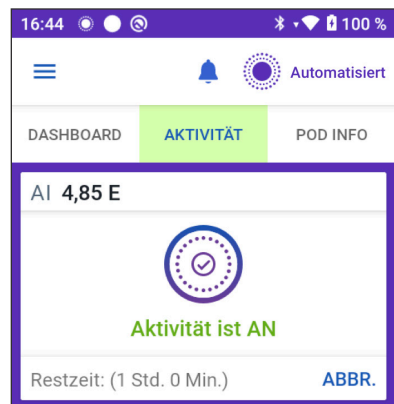 16:44 100 %
Automatisiert
DASHBOARD AKTIVITÄT POD INFO
AI 4,85 E
Aktivität ist AN
Restzeit: (1 Std. 0 Min.) ABBR.